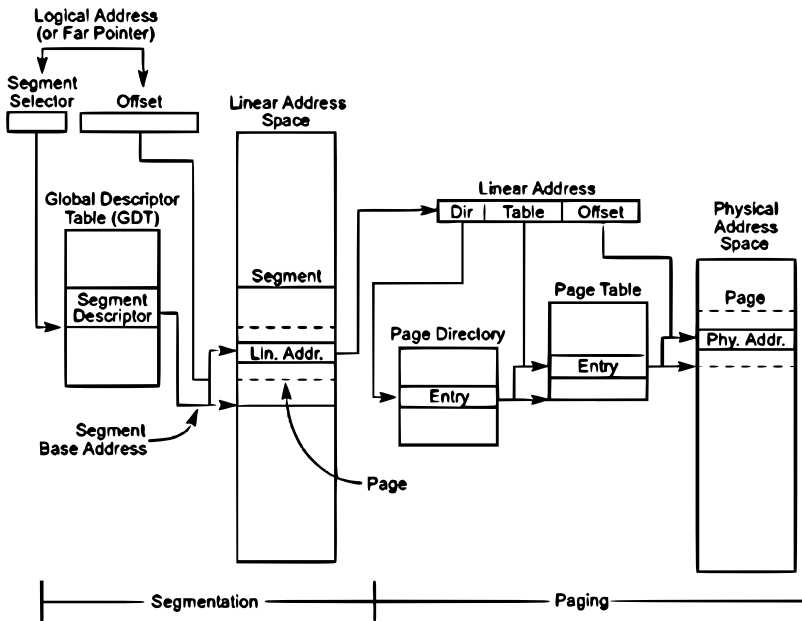 Logical Address
(or Far Pointer)
Segment
Selector
Offset
Linear Address
Space
Global Descriptor
Table (GDT)
Segment
Descriptor
Segment
Lin. Addr.
Segment
Base Address
Page
Linear Address
Dir
Table
Offset
Page Directory
Entry
Page Table
Entry
Physical
Address
Space
Page
Phy. Addr.
Segmentation
Paging